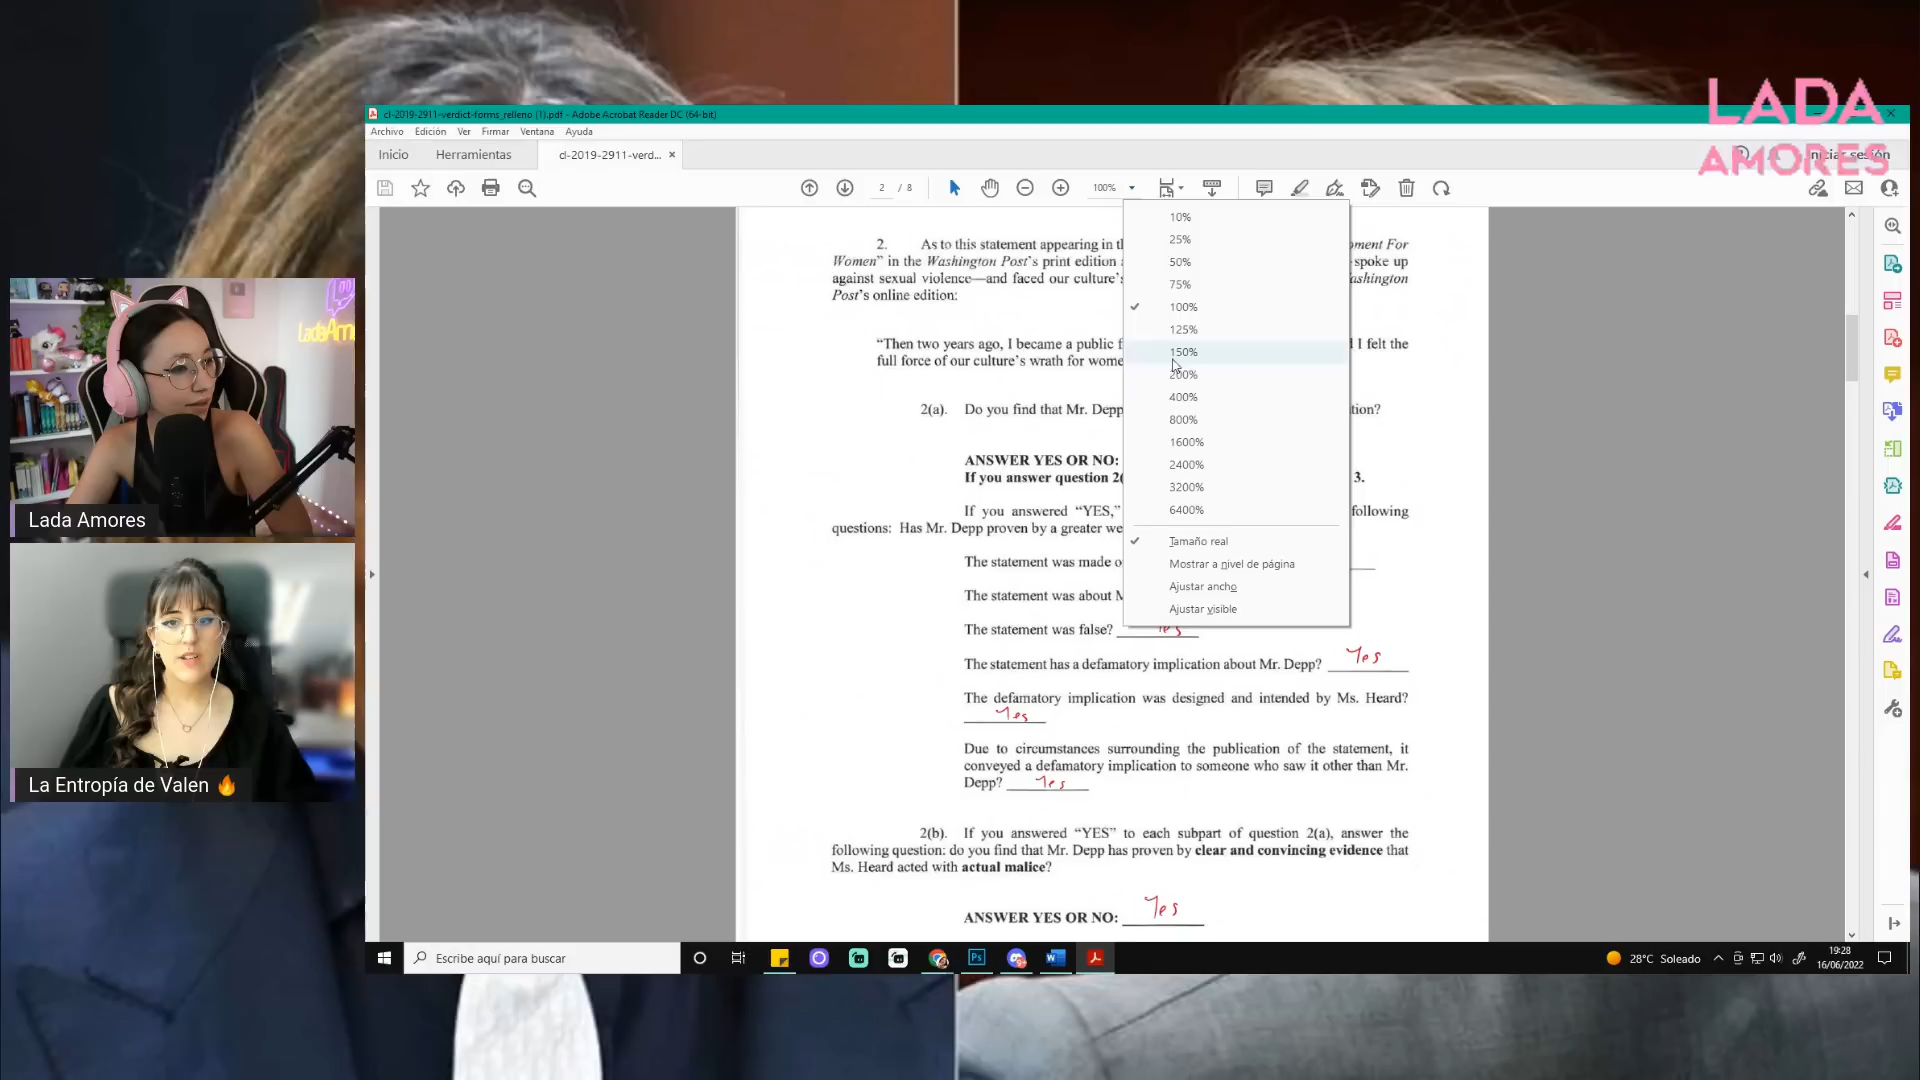 LADA
AMORES
cl-2019-2911-verdict-forms_relleno (1).pdf - Adobe Acrobat Reader DC (64-bit)
Archivo Edición Ver Firmar Ventana Ayuda
Inicio Herramientas cl-2019-2911-verd... × Iniciar sesión
2 / 8 100%
10%
25%
50%
75%
100%
125%
150%
200%
400%
800%
1600%
2400%
3200%
6400%
Tamaño real
Mostrar a nivel de página
Ajustar ancho
Ajustar visible
2. As to this statement appearing in th
Women” in the Washington Post's print edition spoke up
against sexual violence—and faced our culture's
Post's online edition:
“Then two years ago, I became a public f I felt the
full force of our culture's wrath for wome
2(a). Do you find that Mr. Depp
ANSWER YES OR NO:
If you answer question 2( 3.
If you answered “YES,” following
questions: Has Mr. Depp proven by a greater we
The statement was made o
The statement was about M
The statement was false? Yes
The statement has a defamatory implication about Mr. Depp? Yes
The defamatory implication was designed and intended by Ms. Heard?
Yes
Due to circumstances surrounding the publication of the statement, it
conveyed a defamatory implication to someone who saw it other than Mr.
Depp? Yes
2(b). If you answered “YES” to each subpart of question 2(a), answer the
following question: do you find that Mr. Depp has proven by clear and convincing evidence that
Ms. Heard acted with actual malice?
ANSWER YES OR NO: Yes
Lada Amores
La Entropía de Valen 🔥
Escribe aquí para buscar
28°C Soleado
19:28
16/06/2022